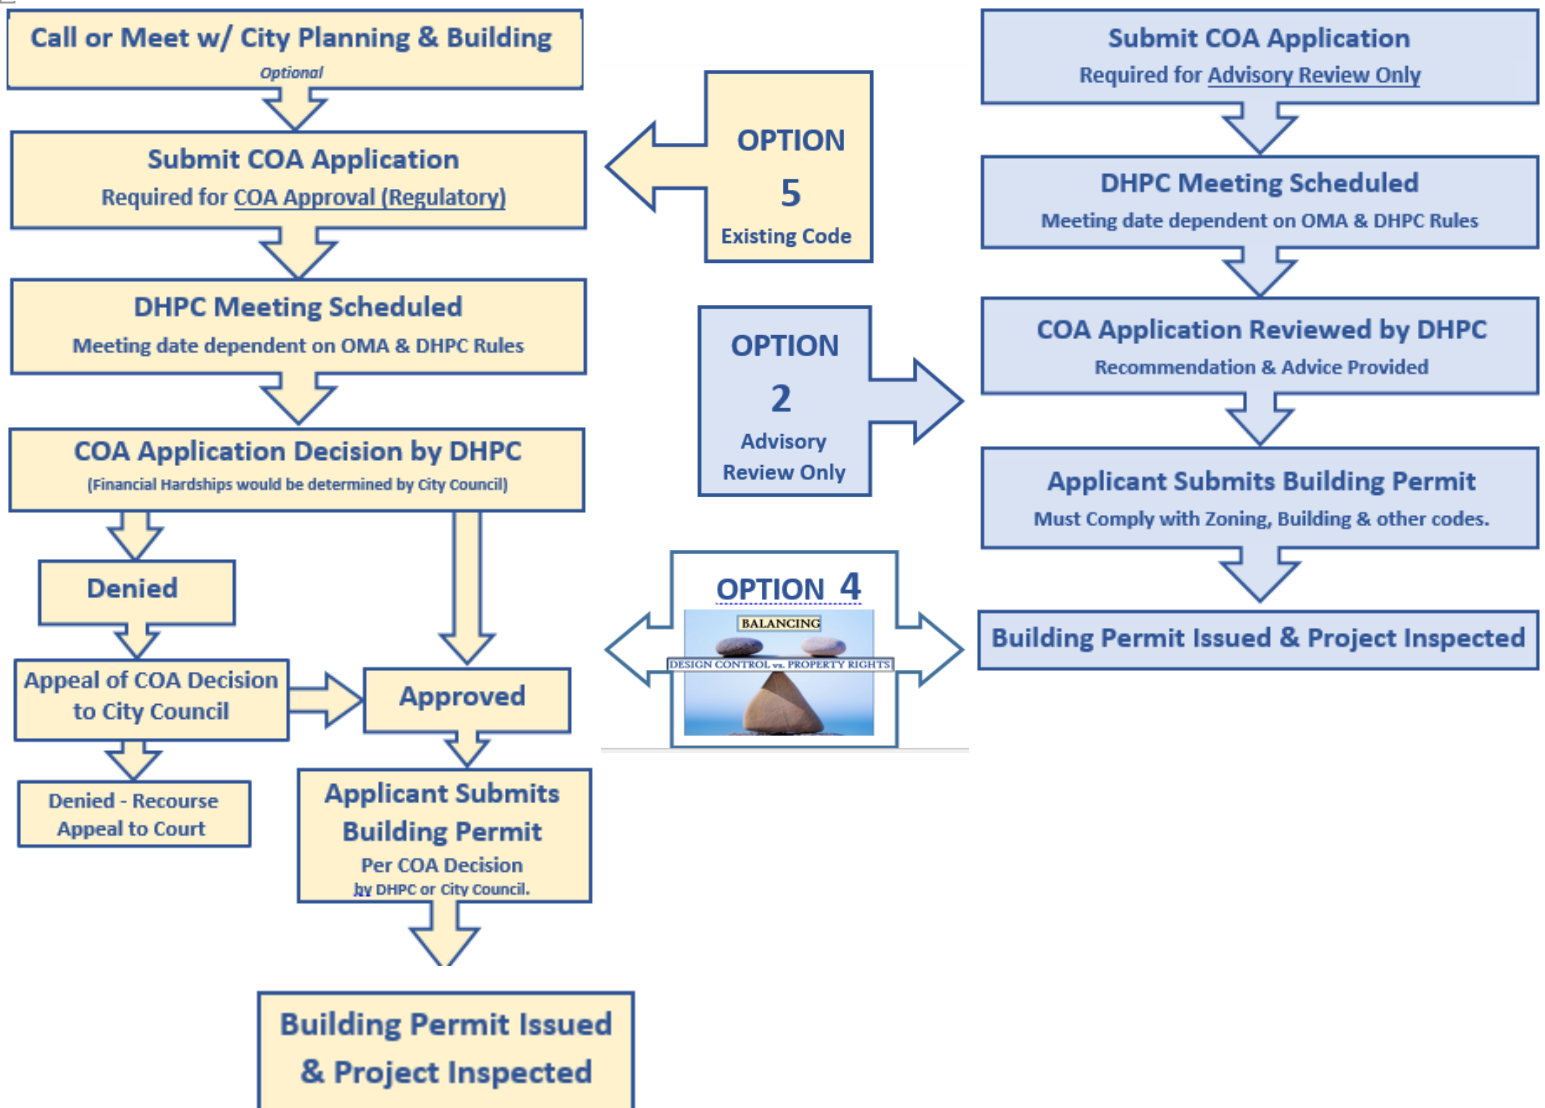 Call or Meet w/ City Planning & Building
Optional
Submit COA Application
Required for COA Approval (Regulatory)
DHPC Meeting Scheduled
Meeting date dependent on OMA & DHPC Rules
COA Application Decision by DHPC
(Financial Hardships would be determined by City Council)
Denied
Appeal of COA Decision
to City Council
Approved
Denied - Recourse
Appeal to Court
Applicant Submits
Building Permit
Per COA Decision
by DHPC or City Council.
Building Permit Issued
& Project Inspected
OPTION
5
Existing Code
OPTION
2
Advisory
Review Only
OPTION 4
BALANCING
DESIGN CONTROL vs. PROPERTY RIGHTS
Submit COA Application
Required for Advisory Review Only
DHPC Meeting Scheduled
Meeting date dependent on OMA & DHPC Rules
COA Application Reviewed by DHPC
Recommendation & Advice Provided
Applicant Submits Building Permit
Must Comply with Zoning, Building & other codes.
Building Permit Issued & Project Inspected